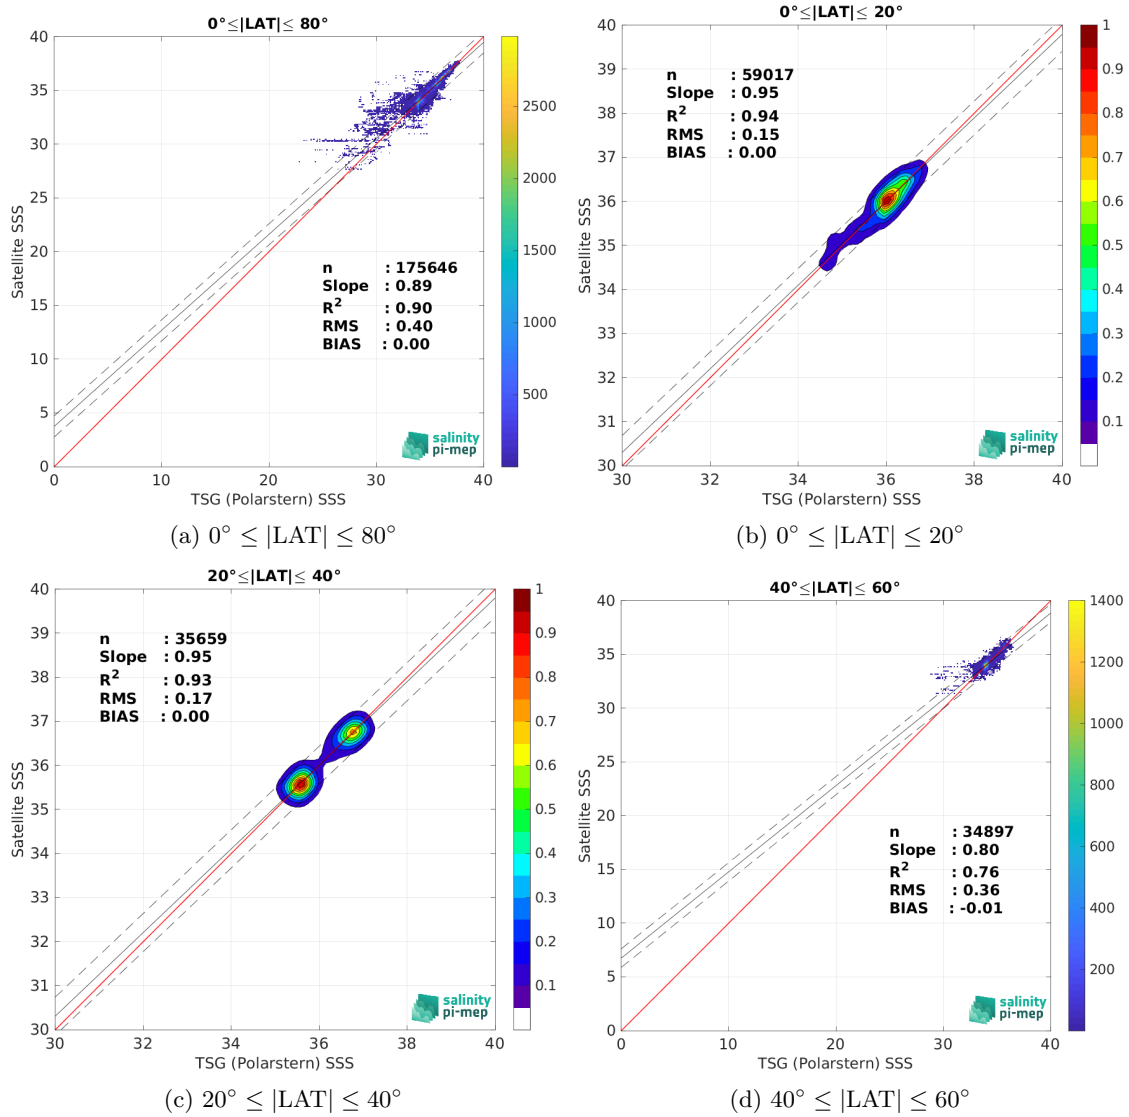 0°≤|LAT|≤ 80°
40
35
30
25
20
15
10
5
0
Satellite SSS
n : 175646
Slope : 0.89
R² : 0.90
RMS : 0.40
BIAS : 0.00
salinity
pi-mep
0 10 20 30 40
TSG (Polarstern) SSS
2500
2000
1500
1000
500
(a) 0° ≤ |LAT| ≤ 80°
0°≤|LAT|≤ 20°
40
39
38
37
36
35
34
33
32
31
30
Satellite SSS
n : 59017
Slope : 0.95
R² : 0.94
RMS : 0.15
BIAS : 0.00
salinity
pi-mep
30 32 34 36 38 40
TSG (Polarstern) SSS
1
0.9
0.8
0.7
0.6
0.5
0.4
0.3
0.2
0.1
(b) 0° ≤ |LAT| ≤ 20°
20°≤|LAT|≤ 40°
40
39
38
37
36
35
34
33
32
31
30
Satellite SSS
n : 35659
Slope : 0.95
R² : 0.93
RMS : 0.17
BIAS : 0.00
salinity
pi-mep
30 32 34 36 38 40
TSG (Polarstern) SSS
1
0.9
0.8
0.7
0.6
0.5
0.4
0.3
0.2
0.1
(c) 20° ≤ |LAT| ≤ 40°
40°≤|LAT|≤ 60°
40
35
30
25
20
15
10
5
0
Satellite SSS
n : 34897
Slope : 0.80
R² : 0.76
RMS : 0.36
BIAS : -0.01
salinity
pi-mep
0 10 20 30 40
TSG (Polarstern) SSS
1400
1200
1000
800
600
400
200
(d) 40° ≤ |LAT| ≤ 60°